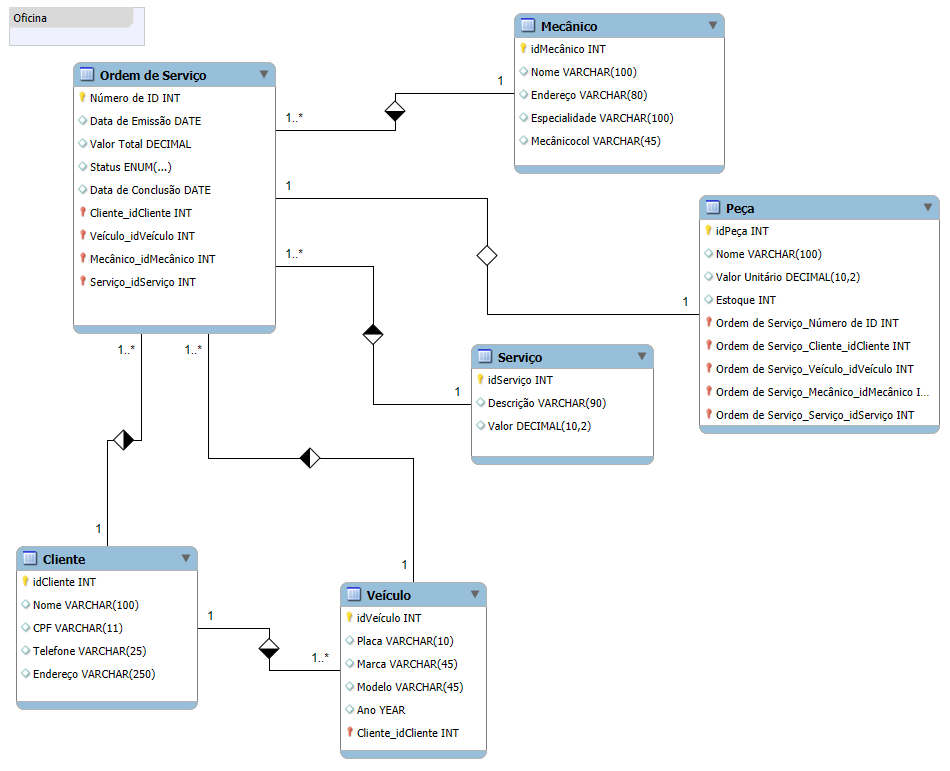 Oficina
Mecânico
idMecânico INT
Nome VARCHAR(100)
Endereço VARCHAR(80)
Especialidade VARCHAR(100)
Mecânicocol VARCHAR(45)
Ordem de Serviço
Número de ID INT
Data de Emissão DATE
Valor Total DECIMAL
Status ENUM(...)
Data de Conclusão DATE
Cliente_idCliente INT
Veículo_idVeículo INT
Mecânico_idMecânico INT
Serviço_idServiço INT
1..*
1
1
1
1..*
1
1..*
1..*
1
1
1
1..*
Peça
idPeça INT
Nome VARCHAR(100)
Valor Unitário DECIMAL(10,2)
Estoque INT
Ordem de Serviço_Número de ID INT
Ordem de Serviço_Cliente_idCliente INT
Ordem de Serviço_Veículo_idVeículo INT
Ordem de Serviço_Mecânico_idMecânico I...
Ordem de Serviço_Serviço_idServiço INT
Serviço
idServiço INT
Descrição VARCHAR(90)
Valor DECIMAL(10,2)
Cliente
idCliente INT
Nome VARCHAR(100)
CPF VARCHAR(11)
Telefone VARCHAR(25)
Endereço VARCHAR(250)
Veículo
idVeículo INT
Placa VARCHAR(10)
Marca VARCHAR(45)
Modelo VARCHAR(45)
Ano YEAR
Cliente_idCliente INT